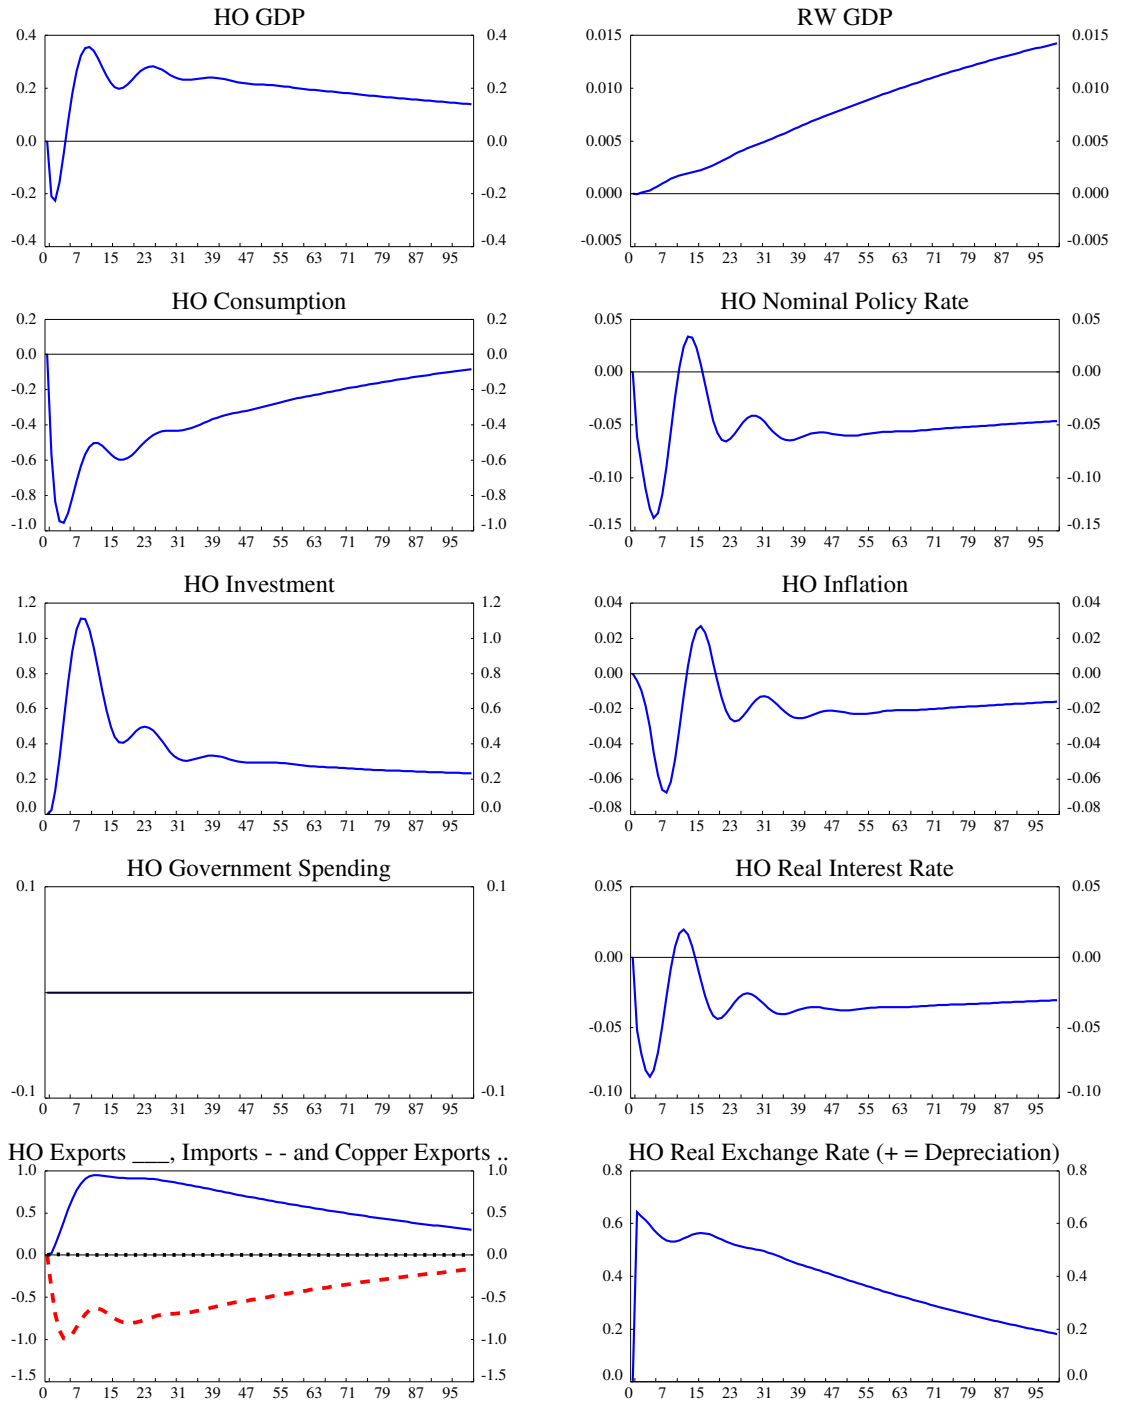 HO GDP
0.4 0.4
0.2 0.2
0.0 0.0
-0.2 -0.2
-0.4 -0.4
0 7 15 23 31 39 47 55 63 71 79 87 95
RW GDP
0.015 0.015
0.010 0.010
0.005 0.005
0.000 0.000
-0.005 -0.005
0 7 15 23 31 39 47 55 63 71 79 87 95
HO Consumption
0.2 0.2
0.0 0.0
-0.2 -0.2
-0.4 -0.4
-0.6 -0.6
-0.8 -0.8
-1.0 -1.0
0 7 15 23 31 39 47 55 63 71 79 87 95
HO Nominal Policy Rate
0.05 0.05
0.00 0.00
-0.05 -0.05
-0.10 -0.10
-0.15 -0.15
0 7 15 23 31 39 47 55 63 71 79 87 95
HO Investment
1.2 1.2
1.0 1.0
0.8 0.8
0.6 0.6
0.4 0.4
0.2 0.2
0.0 0.0
0 7 15 23 31 39 47 55 63 71 79 87 95
HO Inflation
0.04 0.04
0.02 0.02
0.00 0.00
-0.02 -0.02
-0.04 -0.04
-0.06 -0.06
-0.08 -0.08
0 7 15 23 31 39 47 55 63 71 79 87 95
HO Government Spending
0.1 0.1
-0.1 -0.1
0 7 15 23 31 39 47 55 63 71 79 87 95
HO Real Interest Rate
0.05 0.05
0.00 0.00
-0.05 -0.05
-0.10 -0.10
0 7 15 23 31 39 47 55 63 71 79 87 95
HO Exports ___, Imports - - and Copper Exports ..
1.0 1.0
0.5 0.5
0.0 0.0
-0.5 -0.5
-1.0 -1.0
-1.5 -1.5
0 7 15 23 31 39 47 55 63 71 79 87 95
HO Real Exchange Rate (+ = Depreciation)
0.8 0.8
0.6 0.6
0.4 0.4
0.2 0.2
0.0 0.0
0 7 15 23 31 39 47 55 63 71 79 87 95